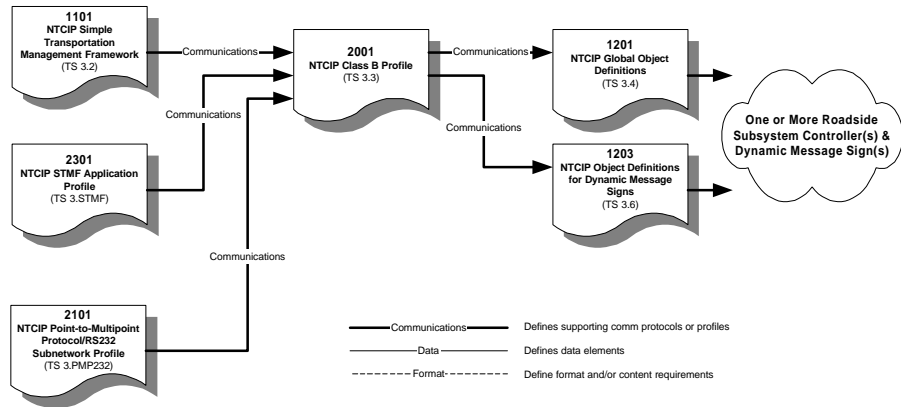 1101
NTCIP Simple
Transportation
Management Framework
(TS 3.2)
Communications
2001
NTCIP Class B Profile
(TS 3.3)
Communications
1201
NTCIP Global Object
Definitions
(TS 3.4)
One or More Roadside
Subsystem Controller(s) &
Dynamic Message Sign(s)
Communications
Communications
2301
NTCIP STMF Application
Profile
(TS 3.STMF)
1203
NTCIP Object Definitions
for Dynamic Message
Signs
(TS 3.6)
Communications
2101
NTCIP Point-to-Multipoint
Protocol/RS232
Subnetwork Profile
(TS 3.PMP232)
Communications Defines supporting comm protocols or profiles
Data Defines data elements
Format Define format and/or content requirements